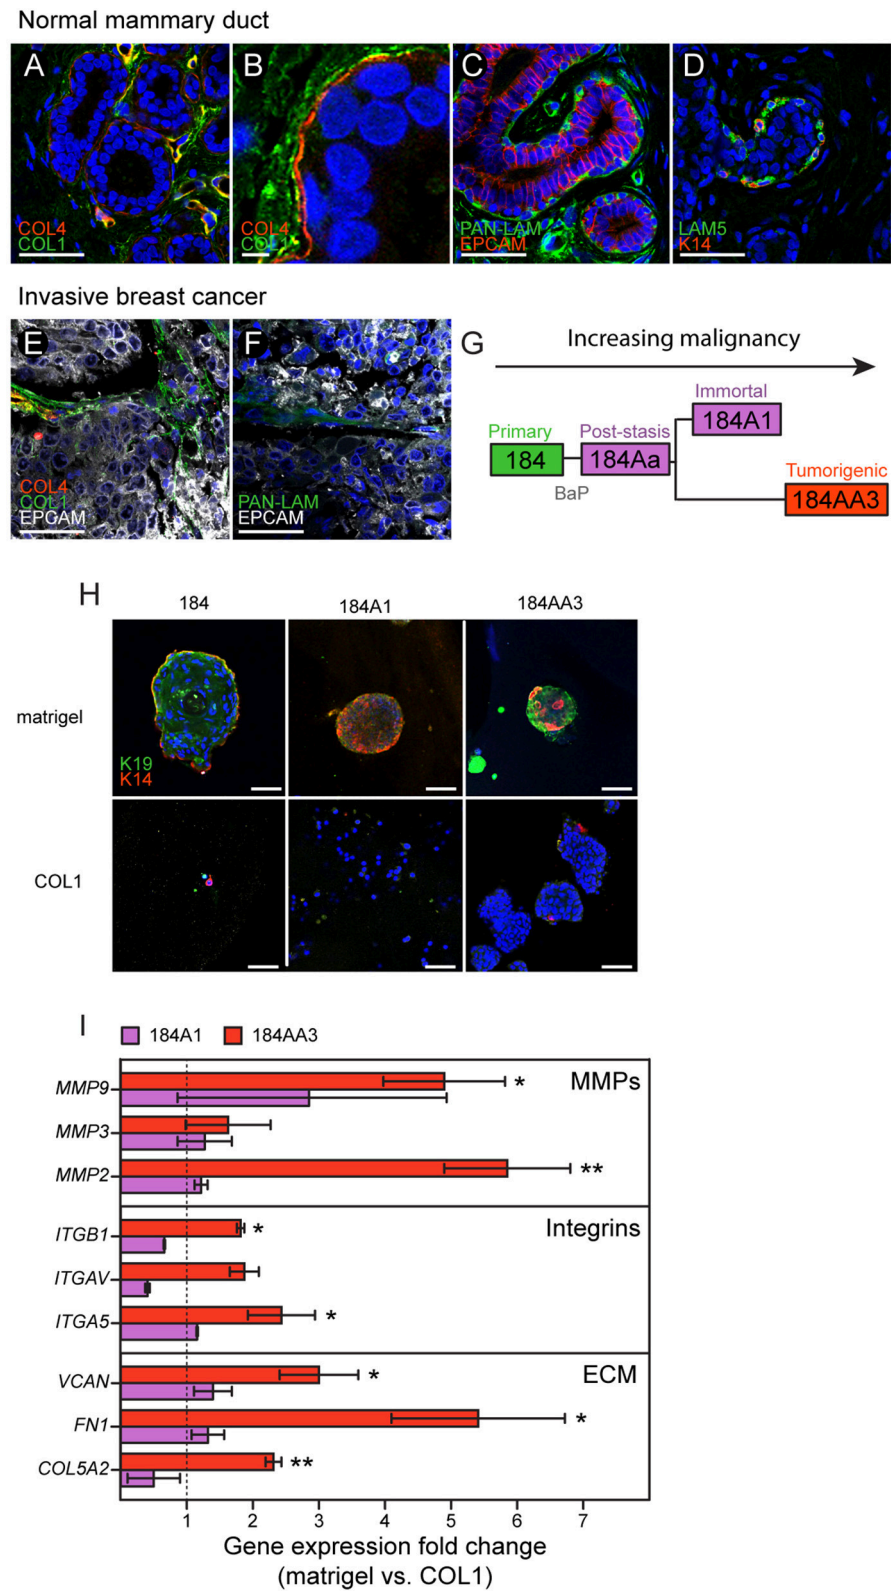 Normal mammary duct
A
B
C
D
COL4
COL1
COL4
COL1
PAN-LAM
EPCAM
LAM5
K14
Invasive breast cancer
E
F
G
Increasing malignancy
COL4
COL1
EPCAM
PAN-LAM
EPCAM
Immortal
184A1
Primary
Post-stasis
184
184Aa
BaP
Tumorigenic
184AA3
H
184
184A1
184AA3
matrigel
K19
K14
COL1
I
184A1
184AA3
MMPs
MMP9
*
MMP3
MMP2
**
Integrins
ITGB1
*
ITGAV
ITGA5
*
ECM
VCAN
*
FN1
*
COL5A2
**
1 2 3 4 5 6 7
Gene expression fold change
(matrigel vs. COL1)